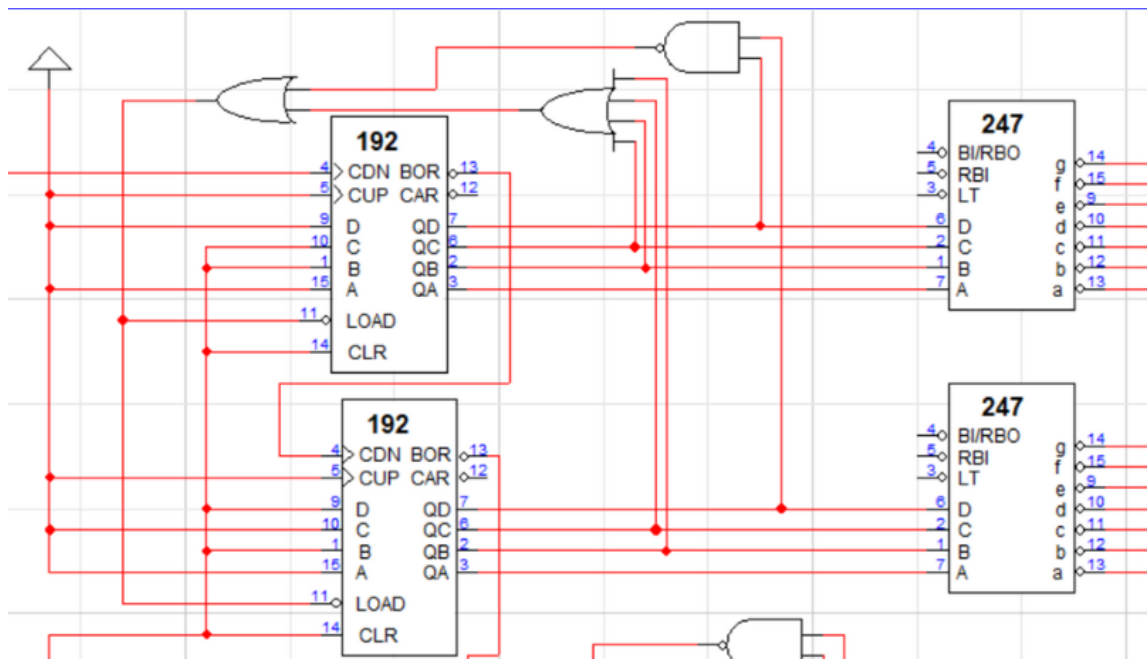 192
4 CDN BOR 13
5 CUP CAR 12
9 D QD 7
10 C QC 6
1 B QB 2
15 A QA 3
11 LOAD
14 CLR
247
4 BI/RBO
5 RBI
3 LT
6 D
2 C
1 B
7 A
g 14
f 15
e 9
d 10
c 11
b 12
a 13
192
4 CDN BOR 13
5 CUP CAR 12
9 D QD 7
10 C QC 6
1 B QB 2
15 A QA 3
11 LOAD
14 CLR
247
4 BI/RBO
5 RBI
3 LT
6 D
2 C
1 B
7 A
g 14
f 15
e 9
d 10
c 11
b 12
a 13